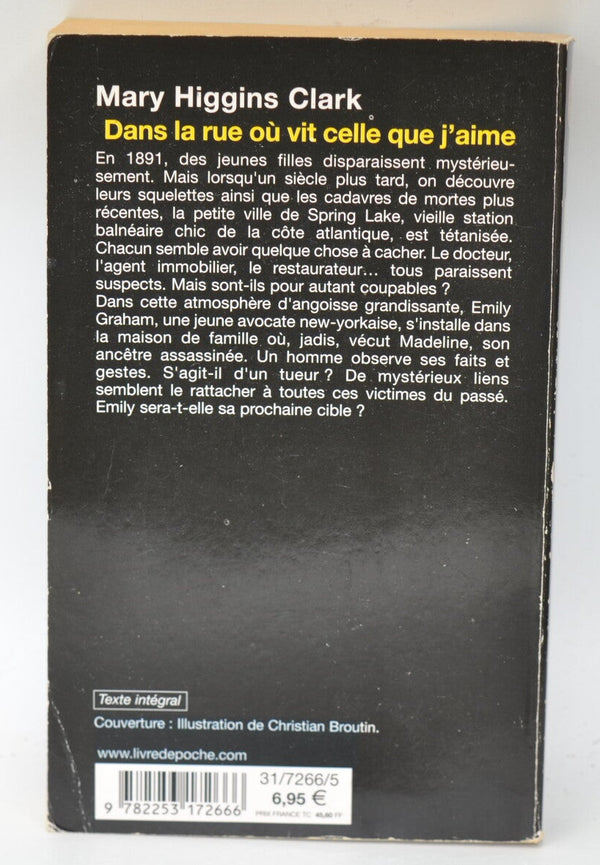 Mary Higgins Clark
Dans la rue où vit celle que j'aime
En 1891, des jeunes filles disparaissent mystérieu-
sement. Mais lorsqu'un siècle plus tard, on découvre
leurs squelettes ainsi que les cadavres de mortes plus
récentes, la petite ville de Spring Lake, vieille station
balnéaire chic de la côte atlantique, est tétanisée.
Chacun semble avoir quelque chose à cacher. Le docteur,
l'agent immobilier, le restaurateur... tous paraissent
suspects. Mais sont-ils pour autant coupables ?
Dans cette atmosphère d'angoisse grandissante, Emily
Graham, une jeune avocate new-yorkaise, s'installe dans
la maison de famille où, jadis, vécut Madeline, son
ancêtre assassinée. Un homme observe ses faits et
gestes. S'agit-il d'un tueur ? De mystérieux liens
semblent le rattacher à toutes ces victimes du passé.
Emily sera-t-elle sa prochaine cible ?
Texte intégral
Couverture : Illustration de Christian Broutin.
www.livredepoche.com
31/7266/5
6,95 €
9 782253 172666
PRIX FRANCE TC 45,60 FF